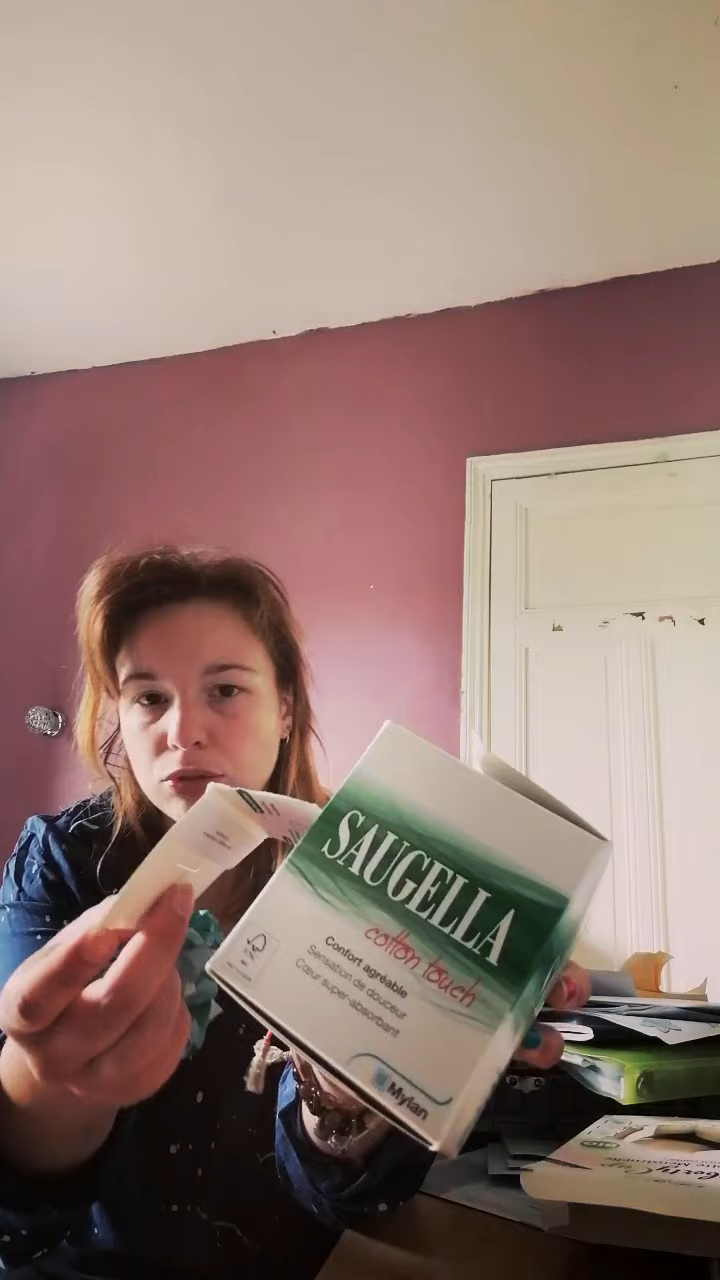 SAUGELLA
cotton touch
Confort agréable
Sensation de douceur
Cœur super-absorbant
Mylan